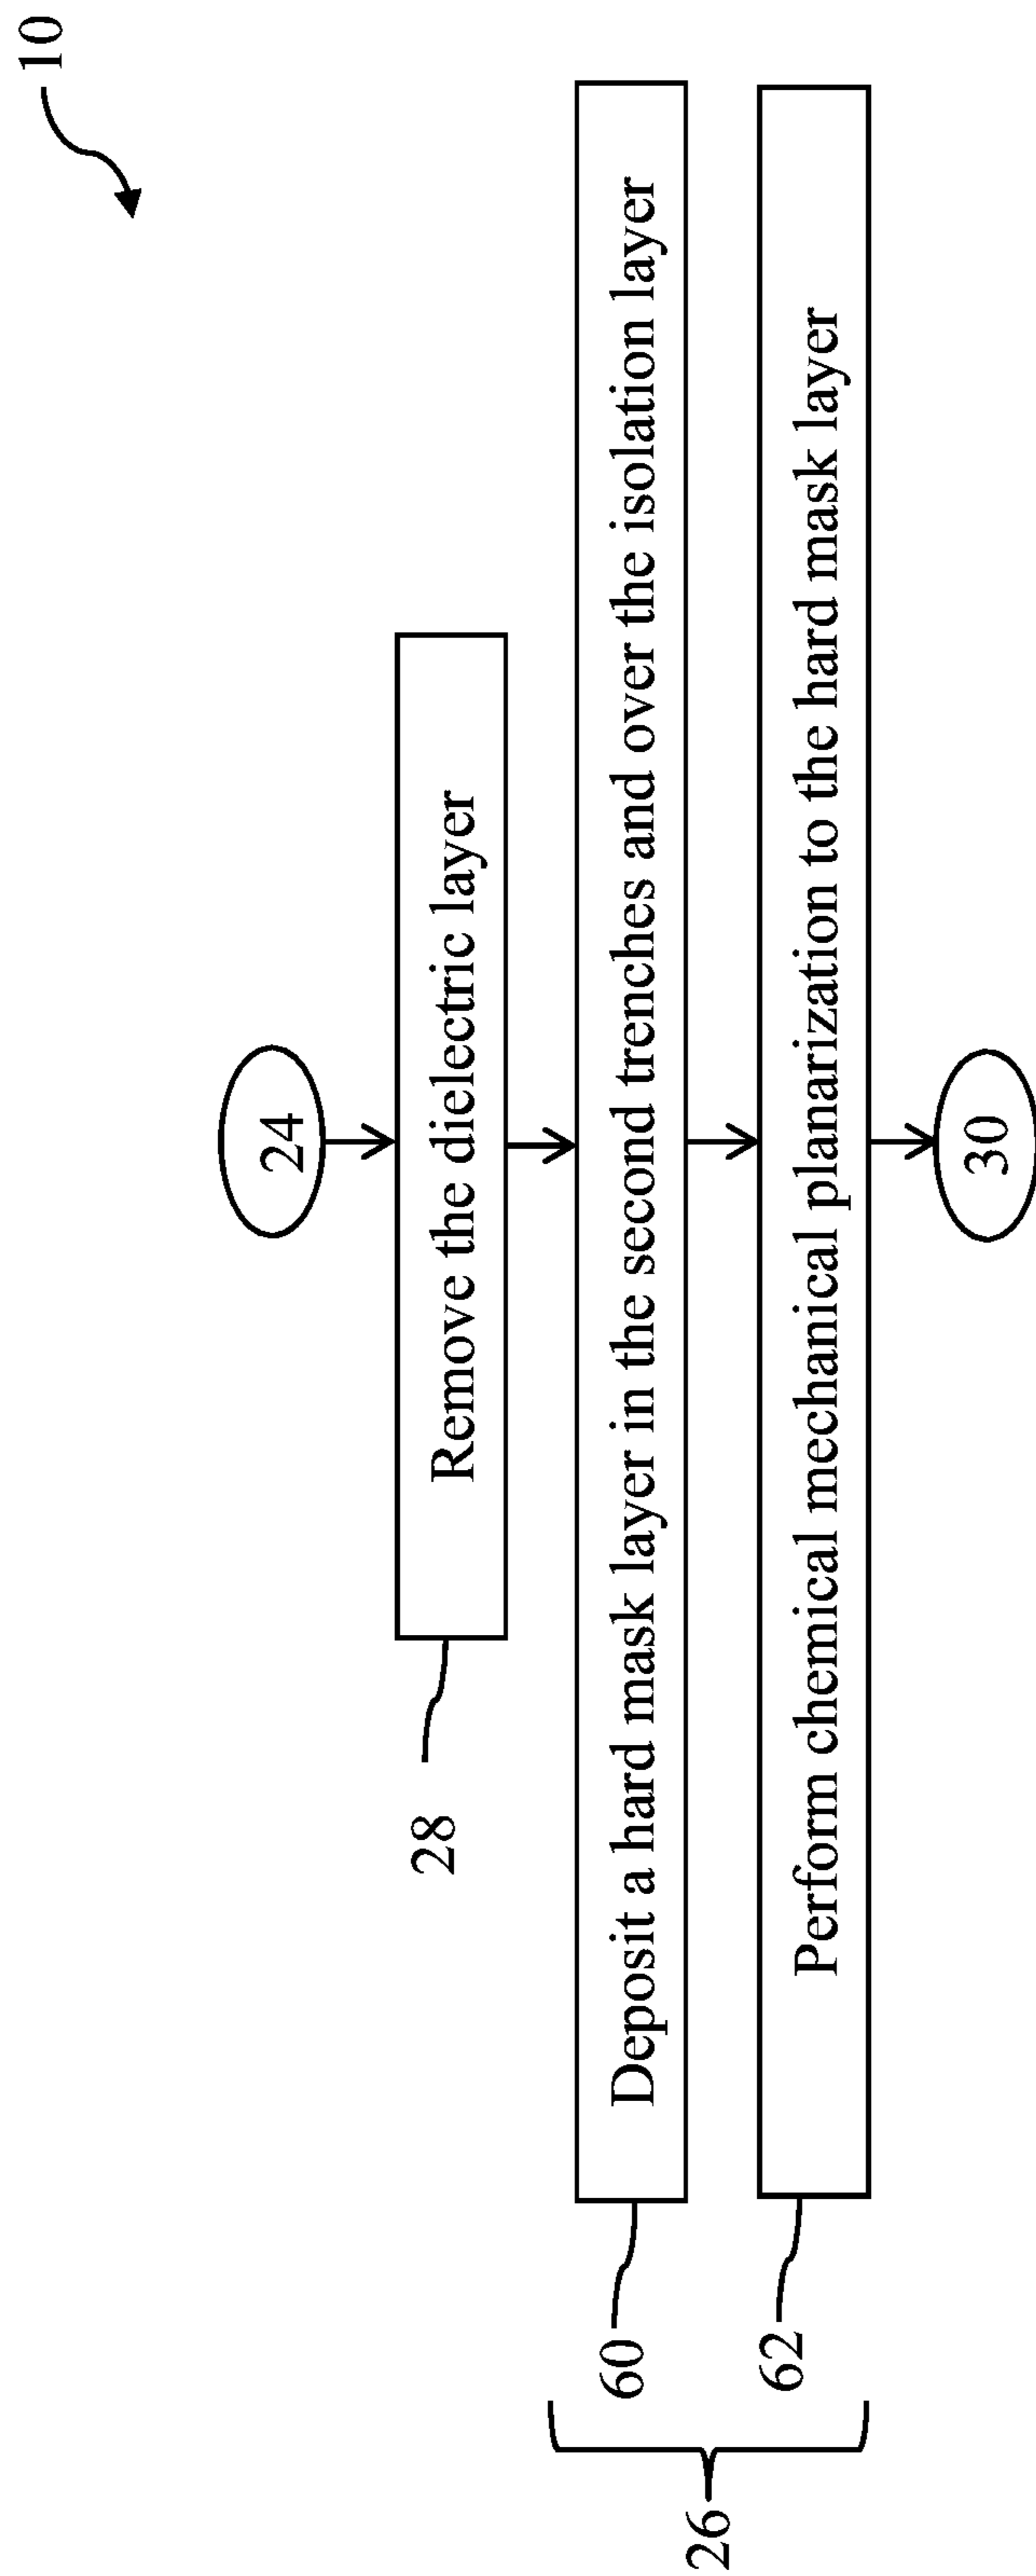 10
24
28
Remove the dielectric layer
60
Deposit a hard mask layer in the second trenches and over the isolation layer
26
62
Perform chemical mechanical planarization to the hard mask layer
30